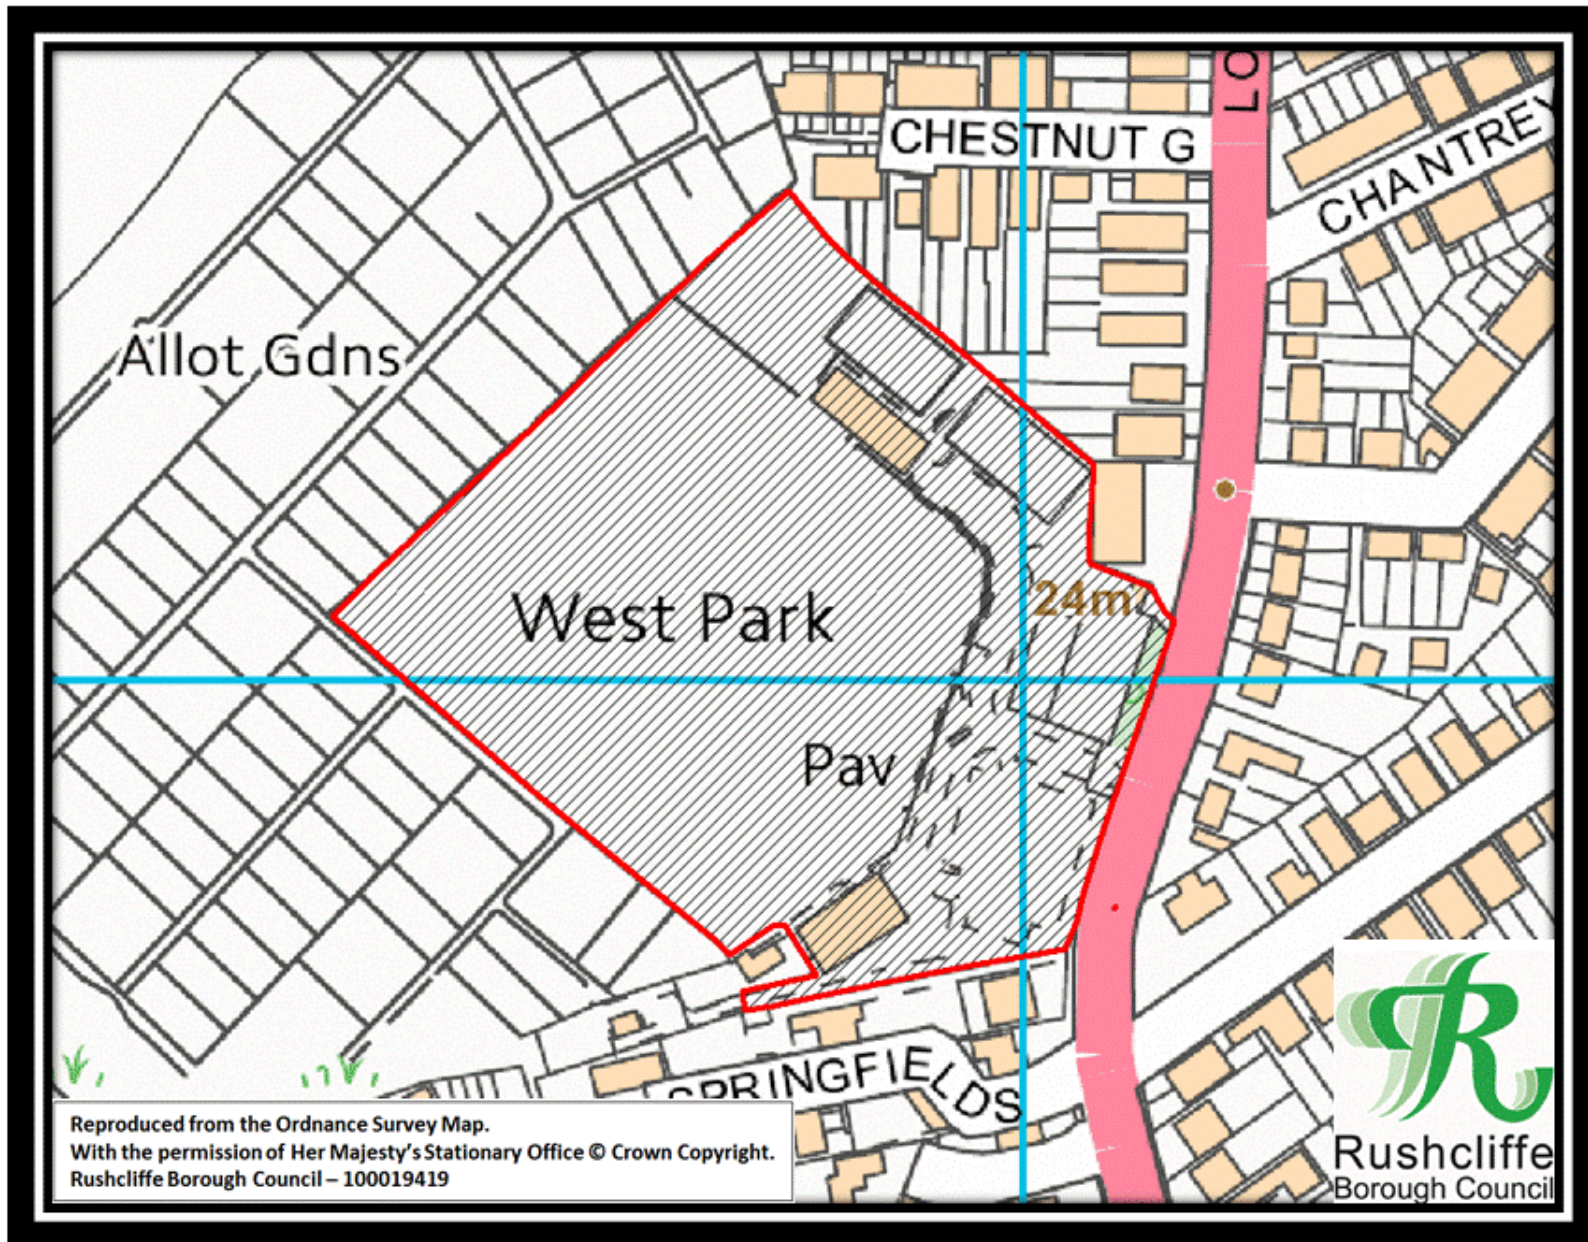 LO
CHESTNUT G
CHANTREY
Allot Gdns
24m
West Park
Pav
SPRINGFIELDS
Reproduced from the Ordnance Survey Map.
With the permission of Her Majesty's Stationary Office © Crown Copyright.
Rushcliffe Borough Council – 100019419
R
Rushcliffe
Borough Council